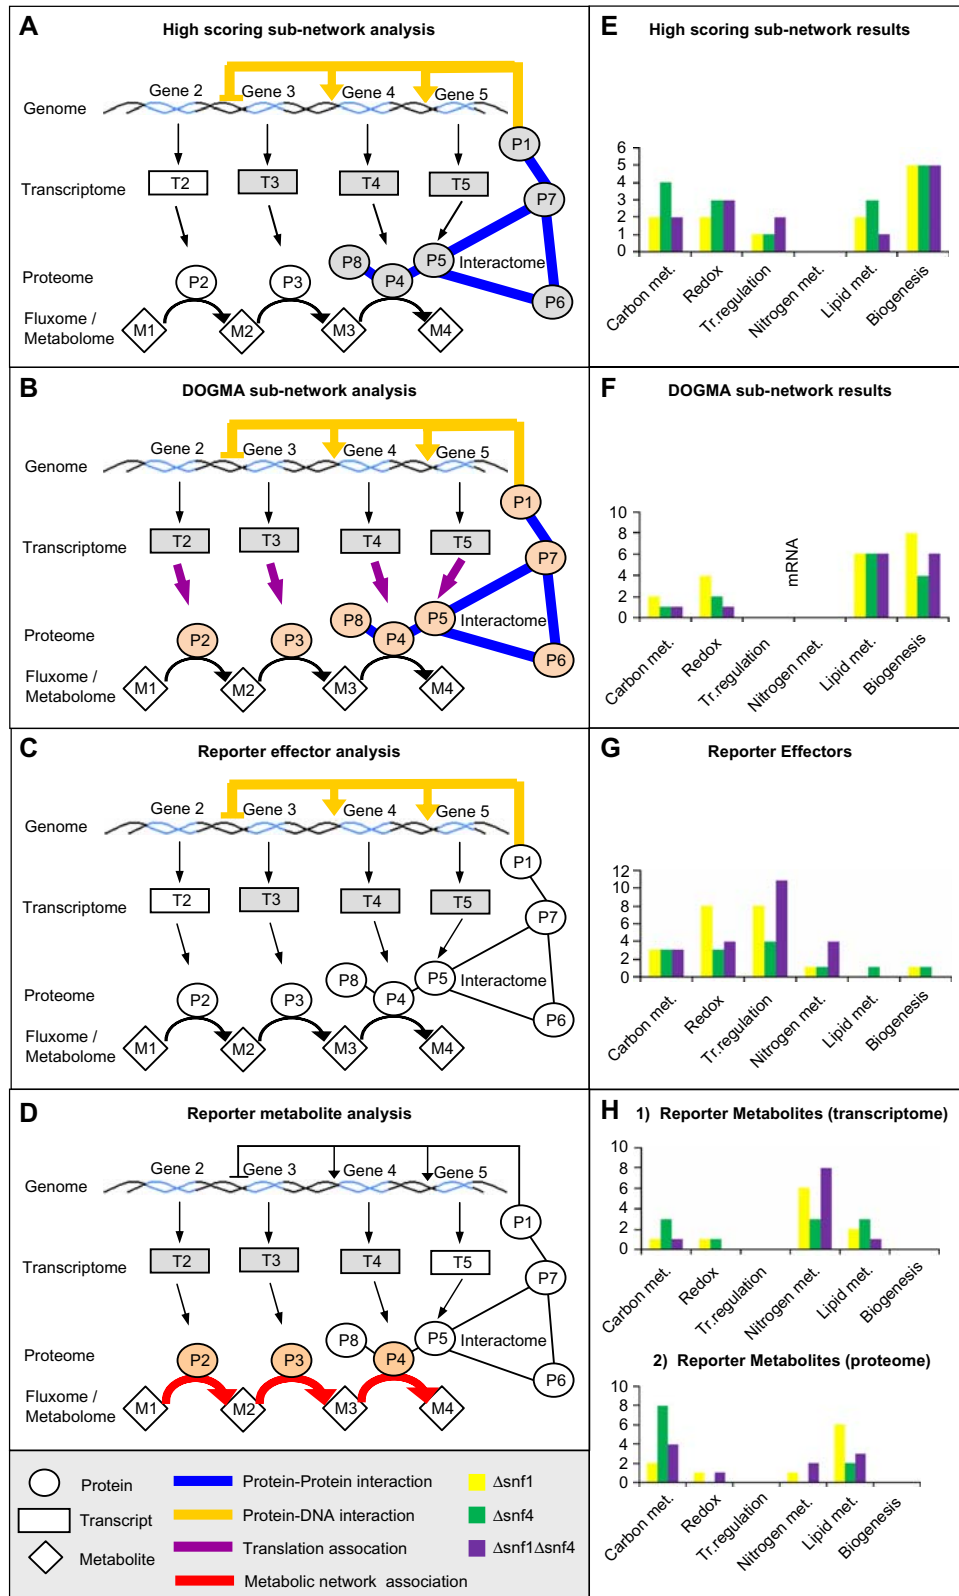 A
High scoring sub-network analysis
Gene 2
Gene 3
Gene 4
Gene 5
Genome
P1
Transcriptome
T2
T3
T4
T5
P7
P8
P5
Interactome
Proteome
P2
P3
P4
P6
Fluxome /
Metabolome
M1
M2
M3
M4
E
High scoring sub-network results
6
5
4
3
2
1
0
Carbon met.
Redox
Tr.regulation
Nitrogen met.
Lipid met.
Biogenesis
B
DOGMA sub-network analysis
Gene 2
Gene 3
Gene 4
Gene 5
Genome
P1
Transcriptome
T2
T3
T4
T5
P7
P8
P5
Interactome
Proteome
P2
P3
P4
P6
Fluxome /
Metabolome
M1
M2
M3
M4
F
DOGMA sub-network results
10
8
6
4
2
0
mRNA
Carbon met.
Redox
Tr.regulation
Nitrogen met.
Lipid met.
Biogenesis
C
Reporter effector analysis
Gene 2
Gene 3
Gene 4
Gene 5
Genome
P1
Transcriptome
T2
T3
T4
T5
P7
P8
P5
Interactome
Proteome
P2
P3
P4
P6
Fluxome /
Metabolome
M1
M2
M3
M4
G
Reporter Effectors
12
10
8
6
4
2
0
Carbon met.
Redox
Tr.regulation
Nitrogen met.
Lipid met.
Biogenesis
D
Reporter metabolite analysis
Gene 2
Gene 3
Gene 4
Gene 5
Genome
P1
Transcriptome
T2
T3
T4
T5
P7
P8
P5
Interactome
Proteome
P2
P3
P4
P6
Fluxome /
Metabolome
M1
M2
M3
M4
H
1) Reporter Metabolites (transcriptome)
10
8
6
4
2
0
Carbon met.
Redox
Tr.regulation
Nitrogen met.
Lipid met.
Biogenesis
2) Reporter Metabolites (proteome)
10
8
6
4
2
0
Carbon met.
Redox
Tr.regulation
Nitrogen met.
Lipid met.
Biogenesis
Protein
Transcript
Metabolite
Protein-Protein interaction
Protein-DNA interaction
Translation assocation
Metabolic network association
Δsnf1
Δsnf4
Δsnf1Δsnf4